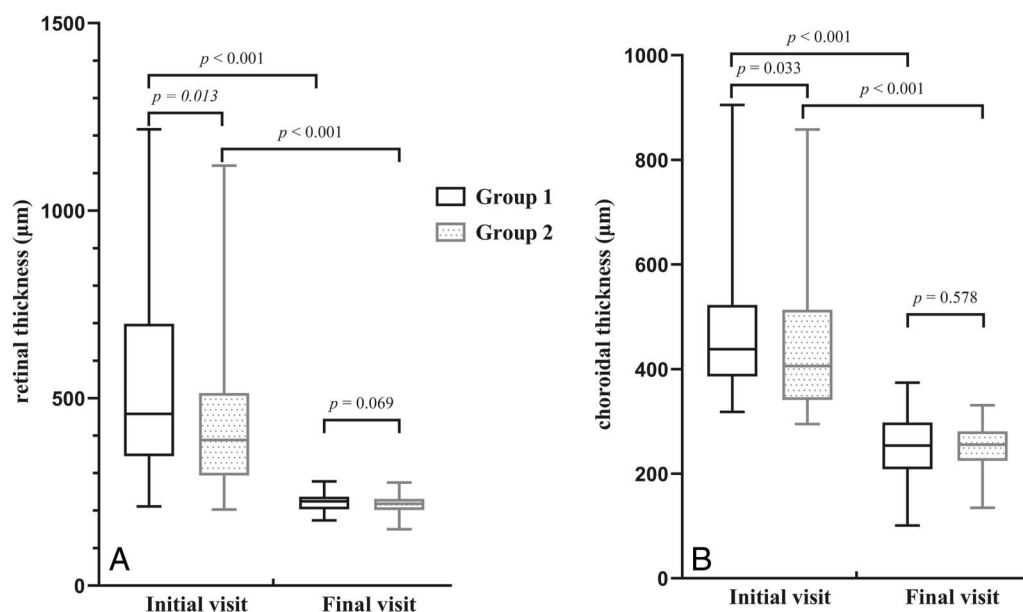 1500
1000
500
0
retinal thickness (μm)
p < 0.001
p = 0.013
p < 0.001
p = 0.069
Group 1
Group 2
A
Initial visit
Final visit
1000
800
600
400
200
0
choroidal thickness (μm)
p < 0.001
p = 0.033
p < 0.001
p = 0.578
B
Initial visit
Final visit